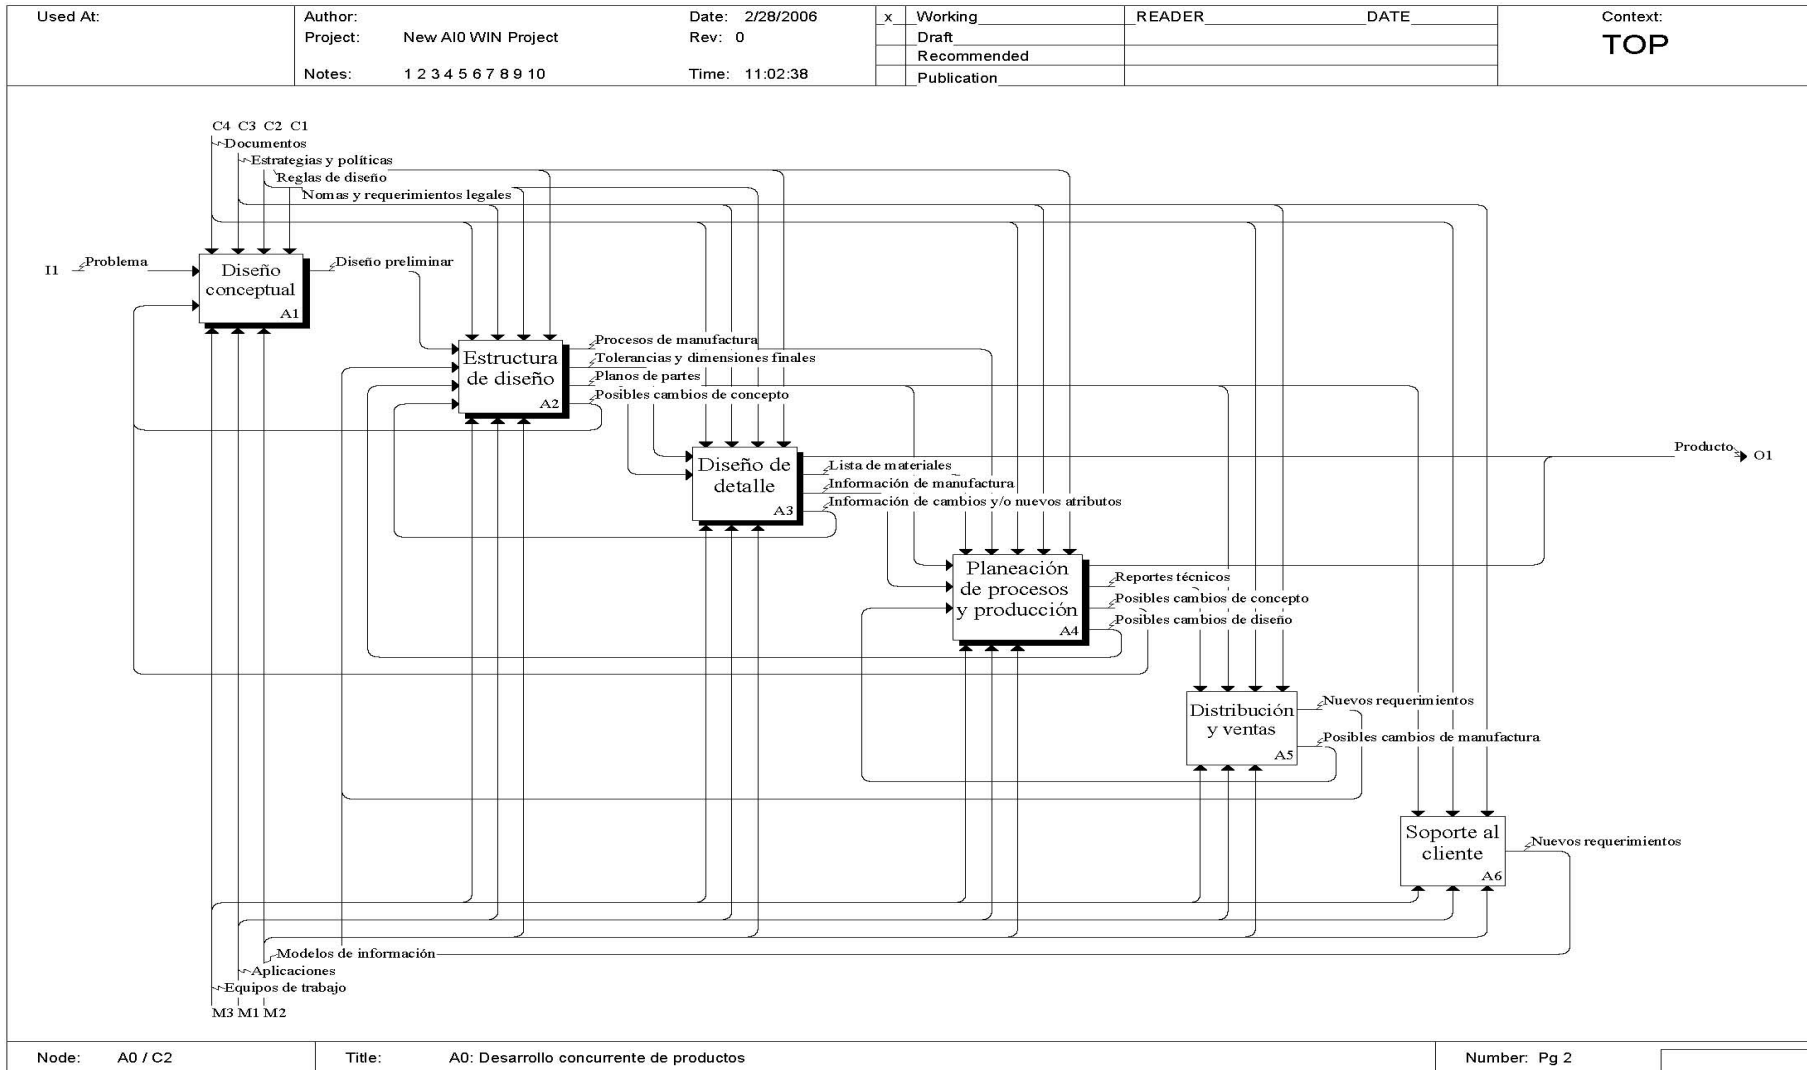 Used At:
Author:
Date: 2/28/2006
x Working
READER DATE
Context:
Project: New AI0 WIN Project
Rev: 0
Draft
TOP
Recommended
Notes: 1 2 3 4 5 6 7 8 9 10
Time: 11:02:38
Publication
C4 C3 C2 C1
Documentos
Estrategias y políticas
Reglas de diseño
Nomas y requerimientos legales
I1
Problema
Diseño
conceptual
A1
Diseño preliminar
Estructura
de diseño
A2
Procesos de manufactura
Tolerancias y dimensiones finales
Planos de partes
Posibles cambios de concepto
Diseño de
detalle
A3
Lista de materiales
Información de manufactura
Información de cambios y/o nuevos atributos
Producto
O1
Planeación
de procesos
y producción
A4
Reportes técnicos
Posibles cambios de concepto
Posibles cambios de diseño
Distribución
y ventas
A5
Nuevos requerimientos
Posibles cambios de manufactura
Soporte al
cliente
A6
Nuevos requerimientos
Modelos de información
Aplicaciones
Equipos de trabajo
M3 M1 M2
Node: A0 / C2
Title: A0: Desarrollo concurrente de productos
Number: Pg 2